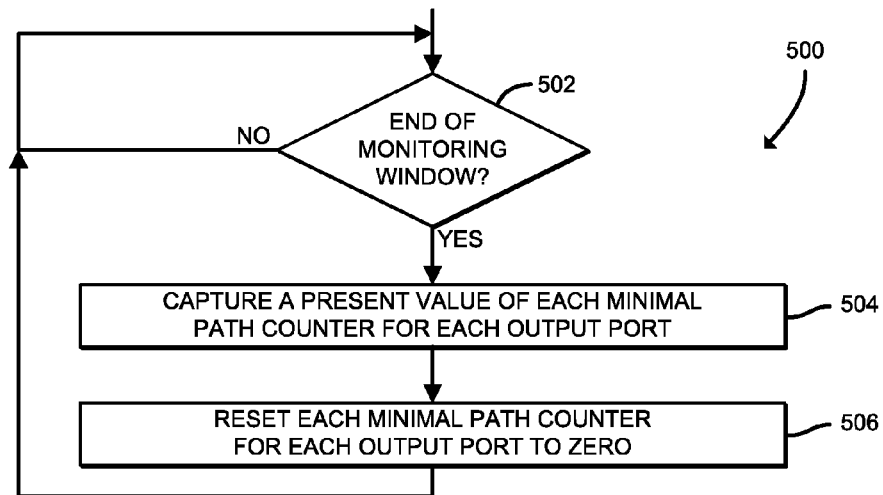 500
502
END OF
MONITORING
WINDOW?
NO
YES
CAPTURE A PRESENT VALUE OF EACH MINIMAL
PATH COUNTER FOR EACH OUTPUT PORT
504
RESET EACH MINIMAL PATH COUNTER
FOR EACH OUTPUT PORT TO ZERO
506